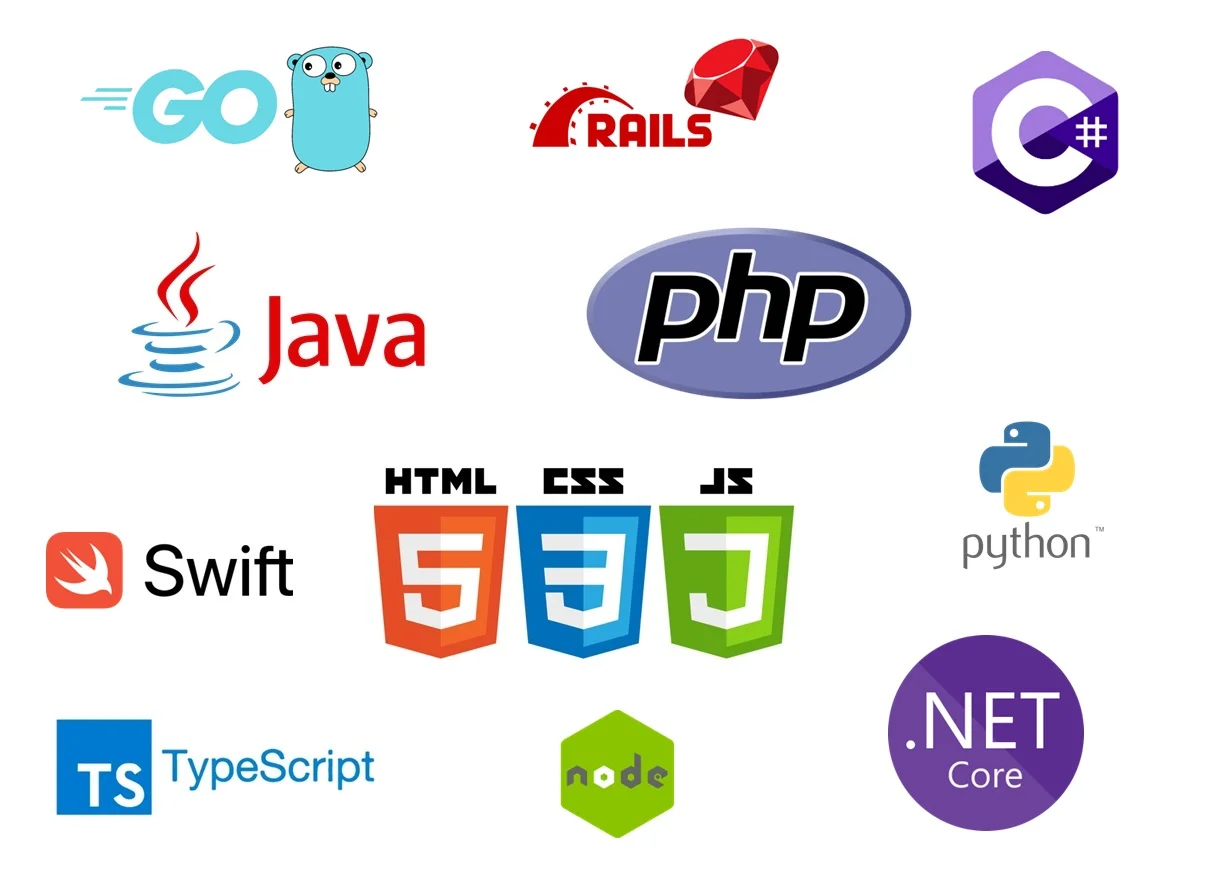 GO
RAILS
C#
Java
php
HTML
CSS
JS
5
3
J
python™
Swift
.NET
Core
TS
TypeScript
node